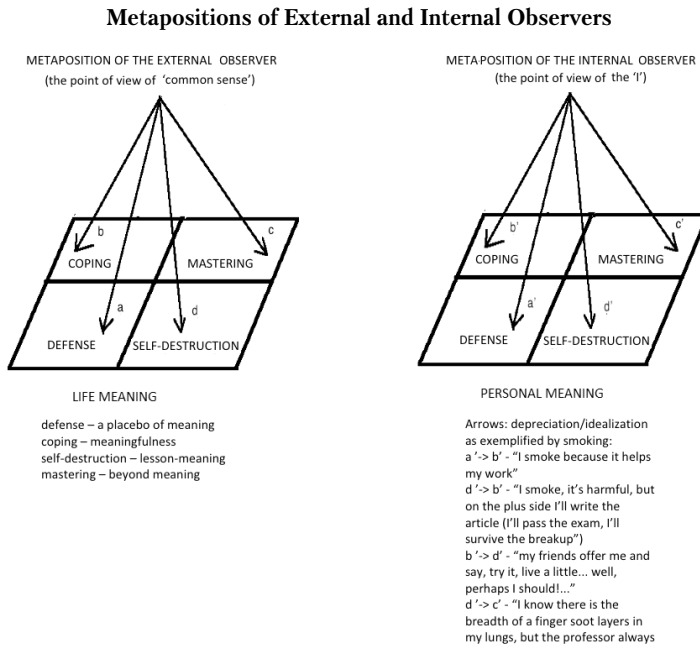 Metapositions of External and Internal Observers
METAPOSITION OF THE EXTERNAL OBSERVER
(the point of view of 'common sense')
b
c
COPING
MASTERING
a
d
DEFENSE
SELF-DESTRUCTION
LIFE MEANING
defense – a placebo of meaning
coping – meaningfulness
self-destruction – lesson-meaning
mastering – beyond meaning
META-POSITION OF THE INTERNAL OBSERVER
(the point of view of the 'I')
b'
c'
COPING
MASTERING
a'
d'
DEFENSE
SELF-DESTRUCTION
PERSONAL MEANING
Arrows: depreciation/idealization
as exemplified by smoking:
a '-> b' - “I smoke because it helps
my work”
d '-> b' - “I smoke, it's harmful, but
on the plus side I'll write the
article (I'll pass the exam, I'll
survive the breakup”)
b '-> d' - “my friends offer me and
say, try it, live a little... well,
perhaps I should!...”
d '-> c' - “I know there is the
breadth of a finger soot layers in
my lungs, but the professor always